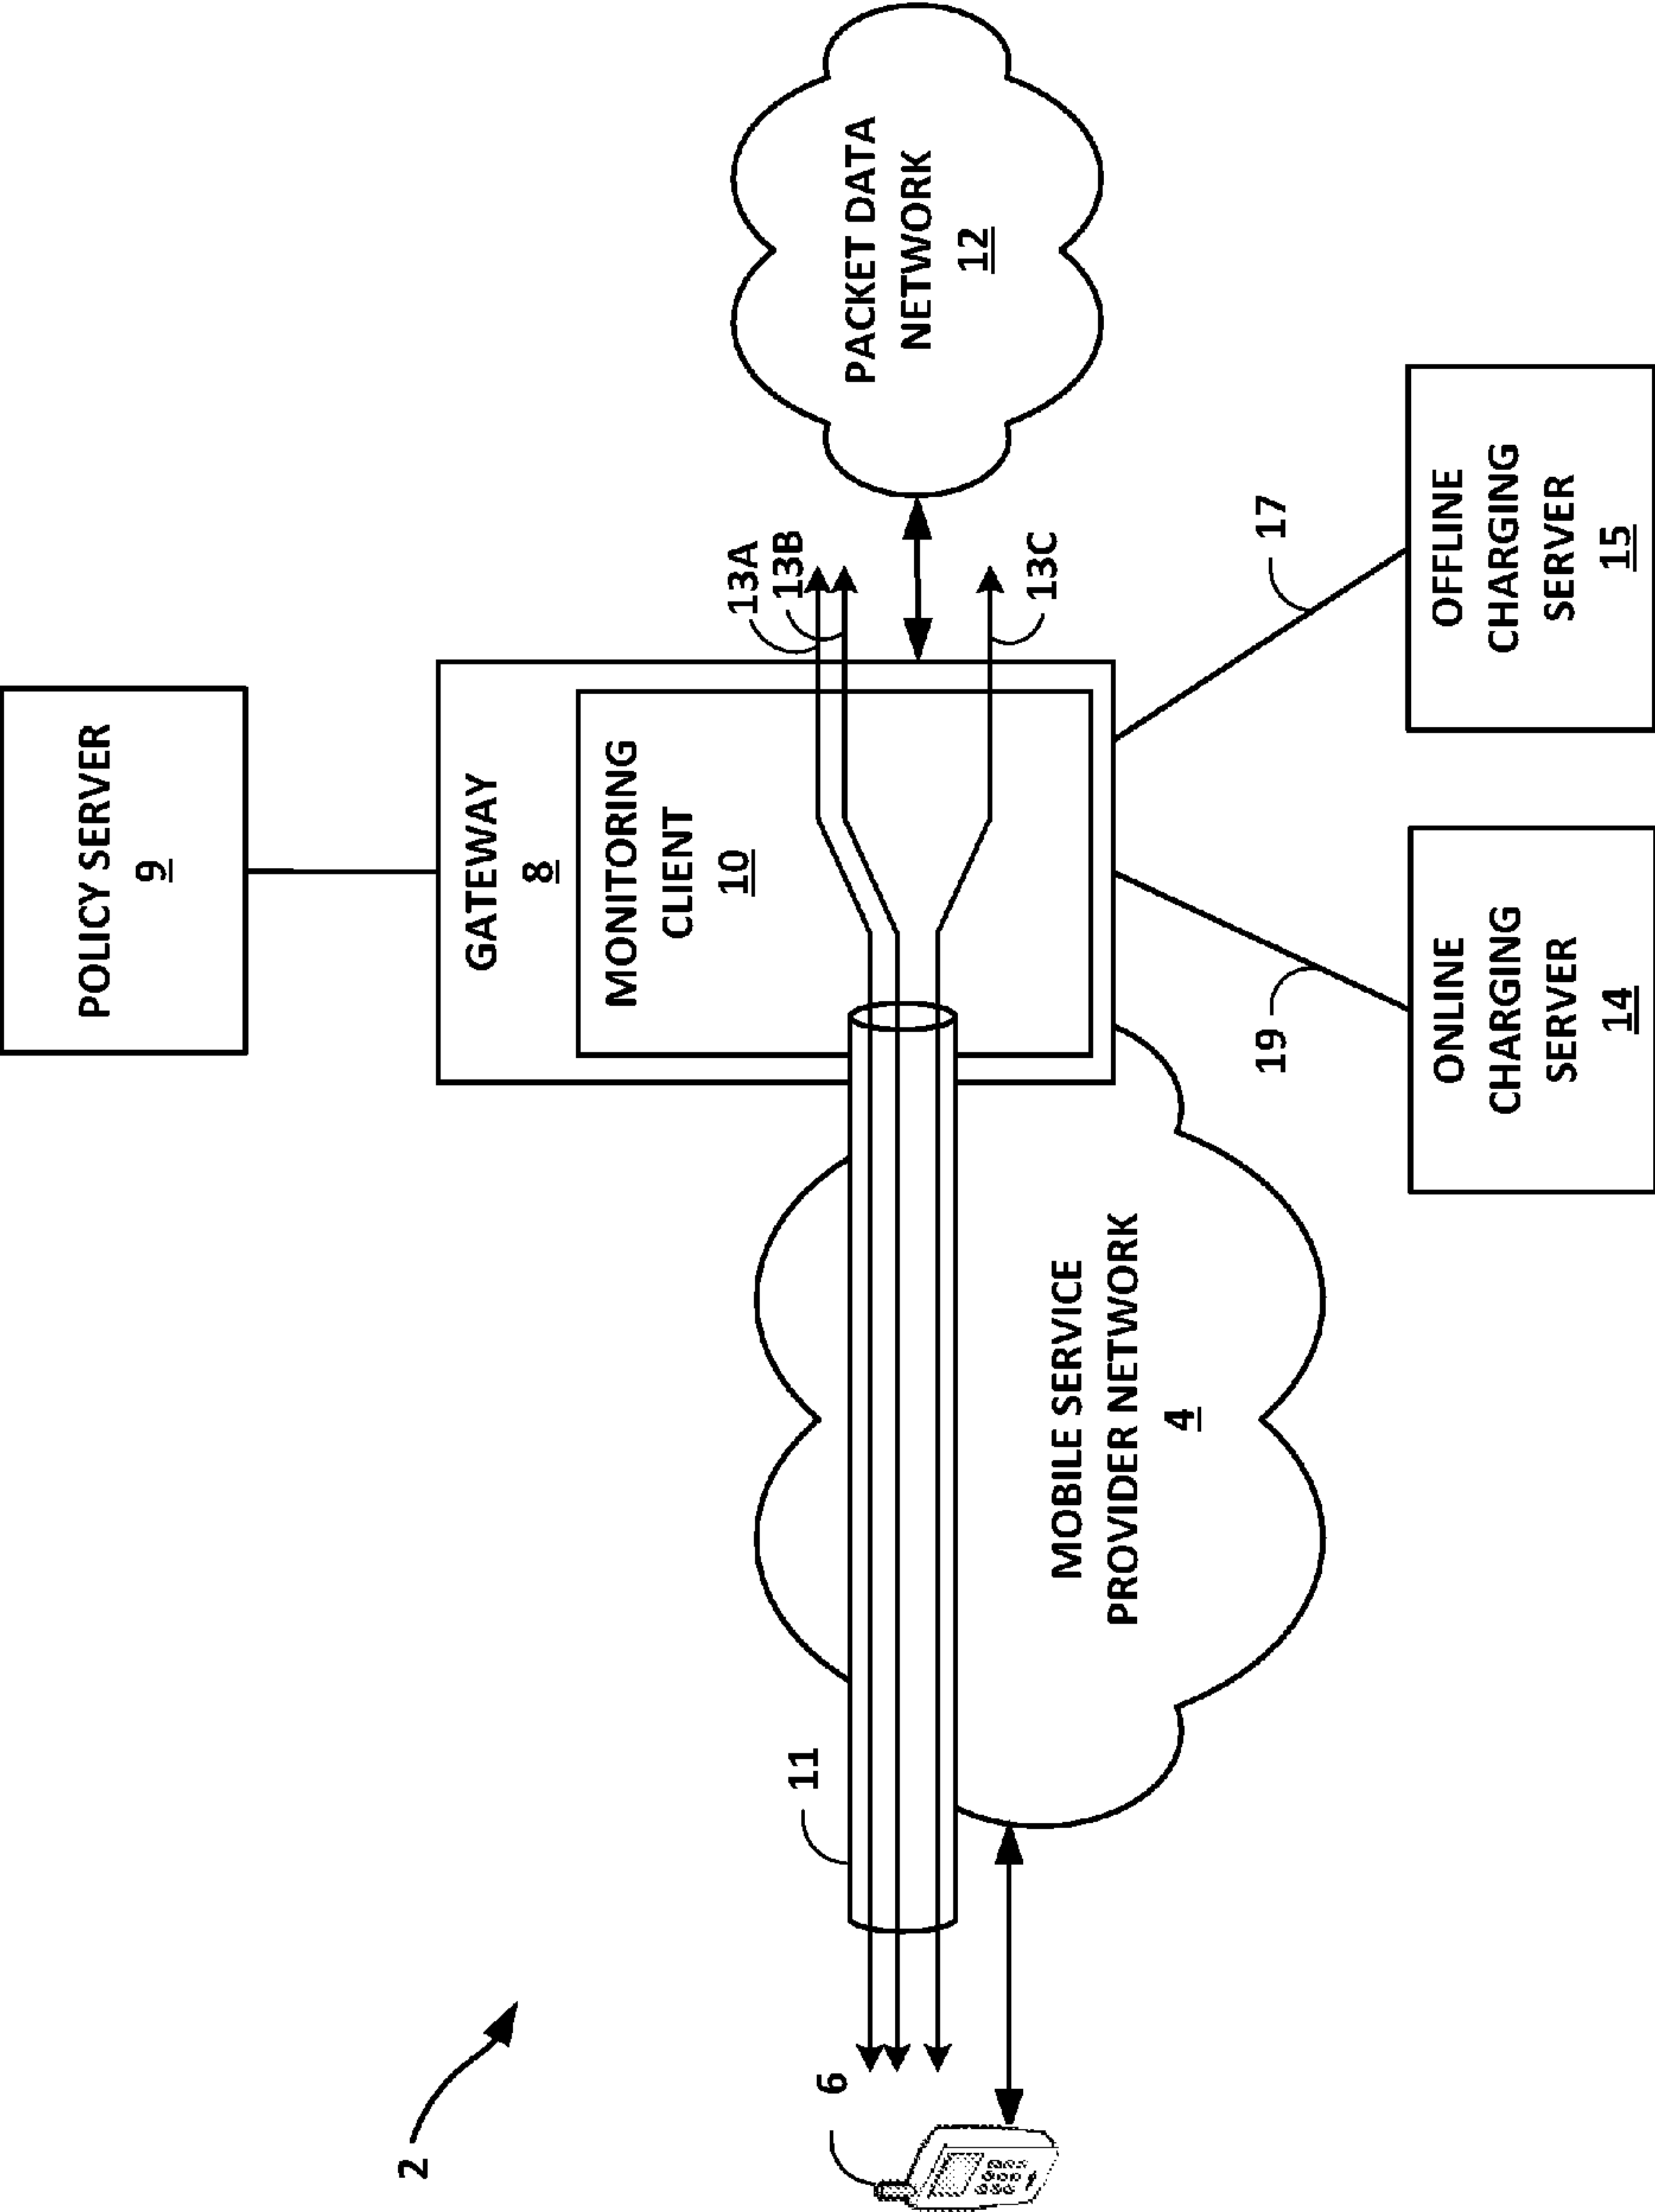 POLICY SERVER
9
2
GATEWAY
8
MONITORING
CLIENT
10
13A
13B
13C
6
11
MOBILE SERVICE
PROVIDER NETWORK
4
PACKET DATA
NETWORK
12
19
17
ONLINE
CHARGING
SERVER
14
OFFLINE
CHARGING
SERVER
15